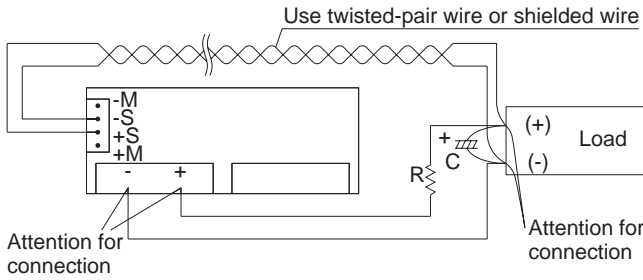 Use twisted-pair wire or shielded wire
-M
-S
+S
+M
- +
R
+
C
(+)
(-)
Load
Attention for
connection
Attention for
connection